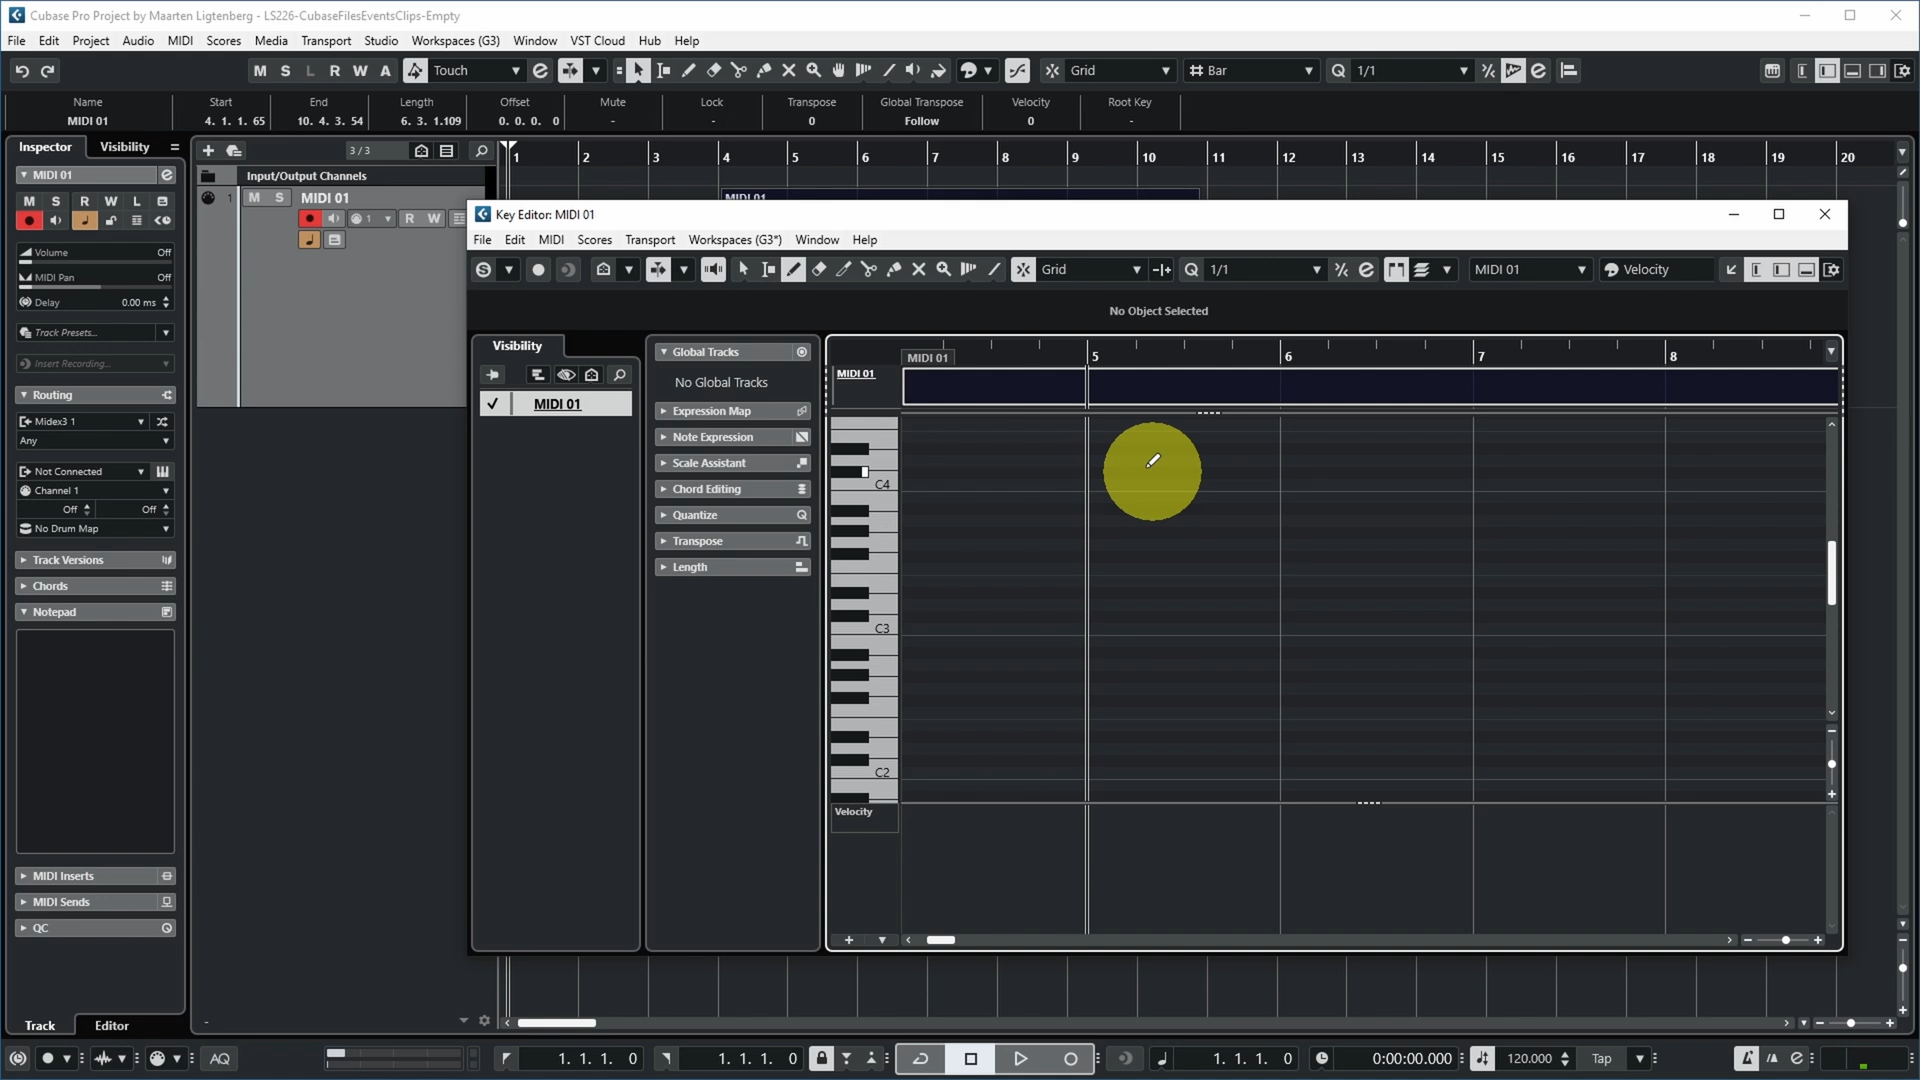 Cubase Pro Project by Maarten Ligtenberg - LS226-CubaseFilesEventsClips-Empty
File Edit Project Audio MIDI Scores Media Transport Studio Workspaces (G3) Window VST Cloud Hub Help
M S L R W A Touch Grid Bar Q 1/1
Name Start End Length Offset Mute Lock Transpose Global Transpose Velocity Root Key
MIDI 01 4. 1. 1. 65 10. 4. 3. 54 6. 3. 1.109 0. 0. 0. 0 - - 0 Follow 0 -
Inspector Visibility 3 / 3 1 2 3 4 5 6 7 8 9 10 11 12 13 14 15 16 17 18 19 20
MIDI 01 Input/Output Channels
1 M S MIDI 01 MIDI 01
M S R W L
1 R W
Volume Off
MIDI Pan Off
Delay 0.00 ms
Track Presets...
Insert Recording...
Routing
Midex3 1
Any
Not Connected
Channel 1
Off Off
No Drum Map
Track Versions
Chords
Notepad
MIDI Inserts
MIDI Sends
QC
Track Editor
Key Editor: MIDI 01
File Edit MIDI Scores Transport Workspaces (G3*) Window Help
S Grid Q 1/1 MIDI 01 Velocity
No Object Selected
Visibility
MIDI 01
Global Tracks
No Global Tracks
Expression Map
Note Expression
Scale Assistant
Chord Editing
Quantize
Transpose
Length
MIDI 01 5 6 7 8
MIDI 01
C4
C3
C2
Velocity
AQ 1. 1. 1. 0 1. 1. 1. 0 1. 1. 1. 0 0:00:00.000 120.000 Tap